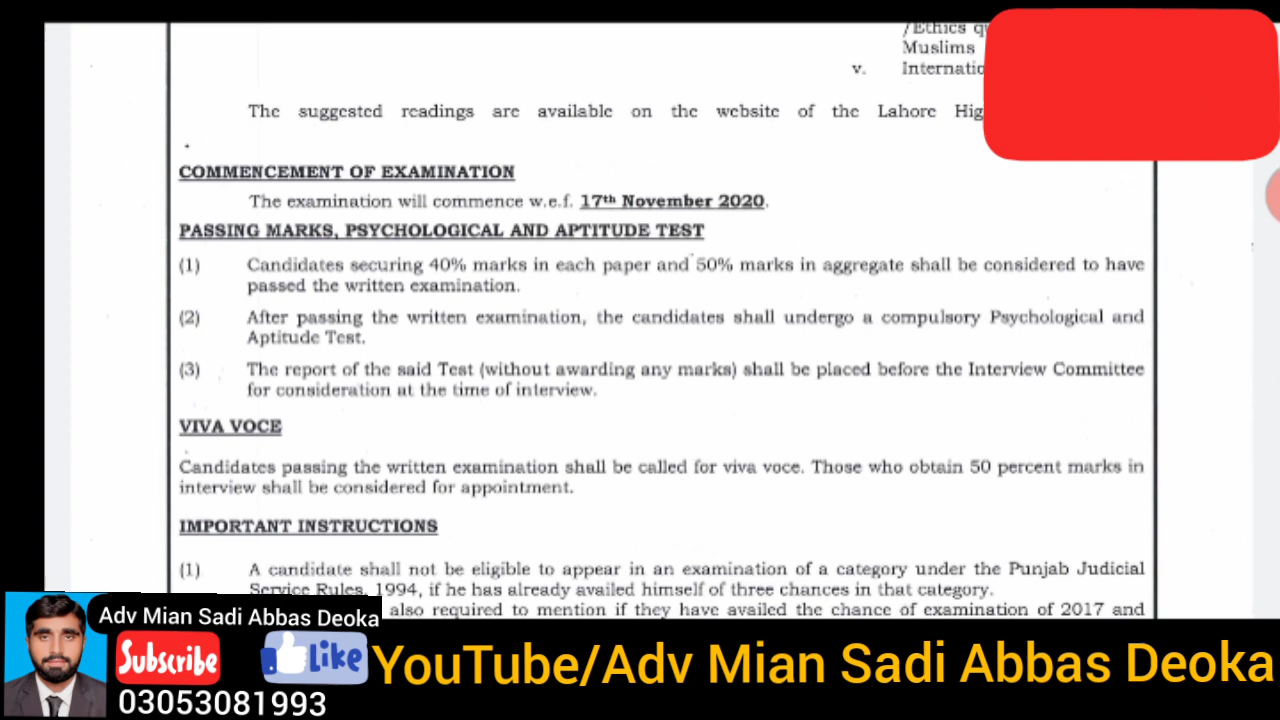 /Ethics
Muslims
v. Internatio
The suggested readings are available on the website of the Lahore Hig
COMMENCEMENT OF EXAMINATION
The examination will commence w.e.f. 17th November 2020.
PASSING MARKS, PSYCHOLOGICAL AND APTITUDE TEST
(1) Candidates securing 40% marks in each paper and 50% marks in aggregate shall be considered to have
passed the written examination.
(2) After passing the written examination, the candidates shall undergo a compulsory Psychological and
Aptitude Test.
(3) The report of the said Test (without awarding any marks) shall be placed before the Interview Committee
for consideration at the time of interview.
VIVA VOCE
Candidates passing the written examination shall be called for viva voce. Those who obtain 50 percent marks in
interview shall be considered for appointment.
IMPORTANT INSTRUCTIONS
(1) A candidate shall not be eligible to appear in an examination of a category under the Punjab Judicial
Service Rules, 1994, if he has already availed himself of three chances in that category.
also required to mention if they have availed the chance of examination of 2017 and
Adv Mian Sadi Abbas Deoka
Subscribe
Like
YouTube/Adv Mian Sadi Abbas Deoka
03053081993